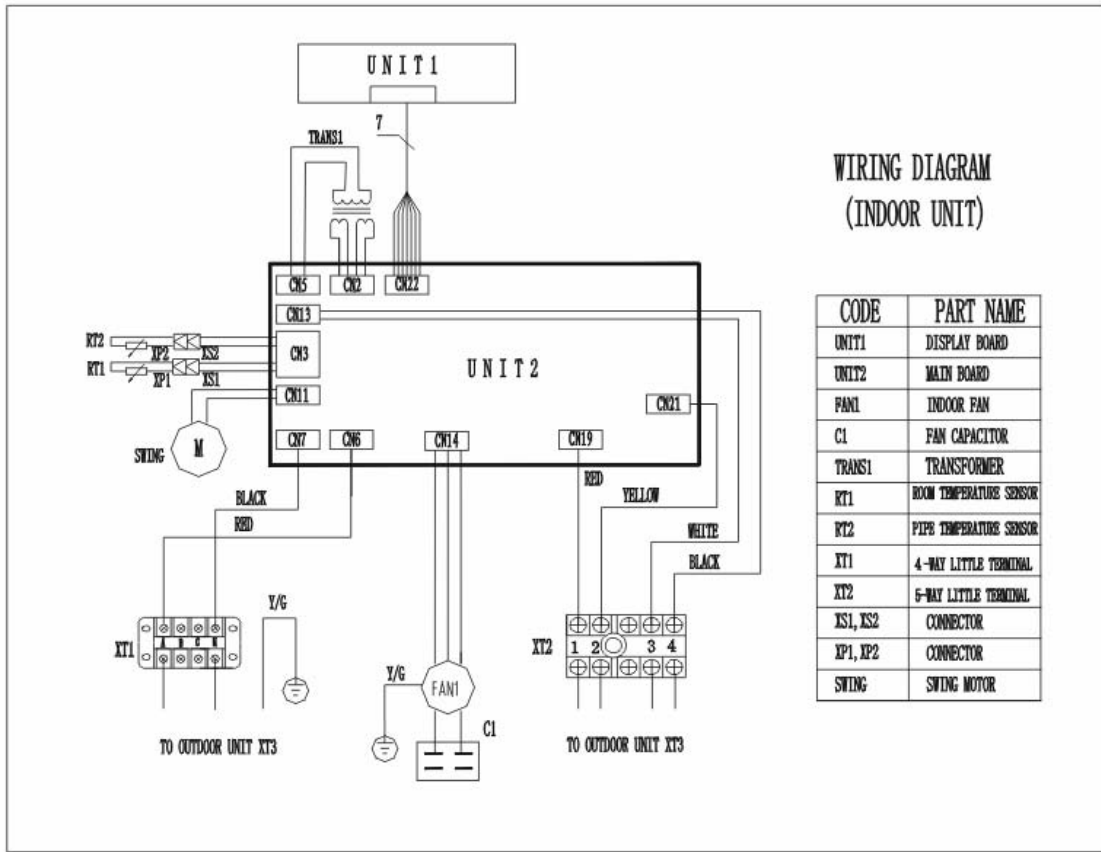 UNIT1
7
TRANS1
WIRING DIAGRAM
(INDOOR UNIT)
CN5
CN2
CN22
CN13
RT2
XP2
XS2
CN3
RT1
XP1
XS1
UNIT2
CN11
CN21
SWING
M
CN7
CN6
CN14
CN19
RED
BLACK
YELLOW
RED
WHITE
BLACK
Y/G
XT1
A B C N
XT2
1 2 3 4
Y/G
FAN1
C1
TO OUTDOOR UNIT XT3
TO OUTDOOR UNIT XT3
CODE PART NAME
UNIT1 DISPLAY BOARD
UNIT2 MAIN BOARD
FAN1 INDOOR FAN
C1 FAN CAPACITOR
TRANS1 TRANSFORMER
RT1 ROOM TEMPERATURE SENSOR
RT2 PIPE TEMPERATURE SENSOR
XT1 4-WAY LITTLE TERMINAL
XT2 5-WAY LITTLE TERMINAL
XS1,XS2 CONNECTOR
XP1,XP2 CONNECTOR
SWING SWING MOTOR